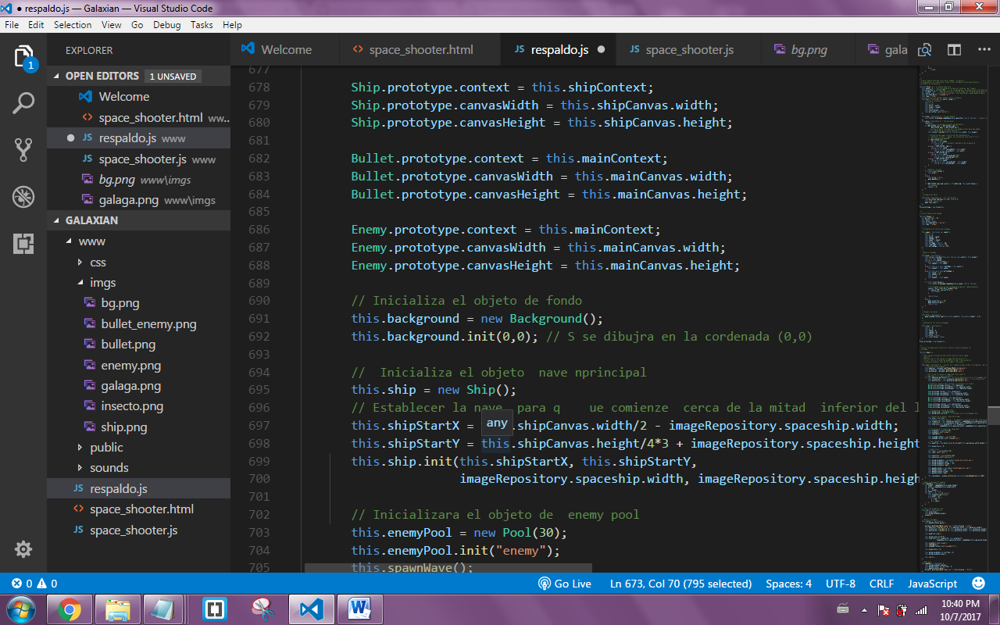 respaldo.js — Galaxian — Visual Studio Code
File Edit Selection View Go Debug Tasks Help
1
EXPLORER
Welcome
space_shooter.html
respaldo.js
space_shooter.js
bg.png
gala
OPEN EDITORS 1 UNSAVED
Welcome
space_shooter.html ww...
respaldo.js www
space_shooter.js www
bg.png www\imgs
galaga.png www\imgs
GALAXIAN
www
css
imgs
bg.png
bullet_enemy.png
bullet.png
enemy.png
galaga.png
insecto.png
ship.png
public
sounds
respaldo.js
space_shooter.html
space_shooter.js
677
678 Ship.prototype.context = this.shipContext;
679 Ship.prototype.canvasWidth = this.shipCanvas.width;
680 Ship.prototype.canvasHeight = this.shipCanvas.height;
681
682 Bullet.prototype.context = this.mainContext;
683 Bullet.prototype.canvasWidth = this.mainCanvas.width;
684 Bullet.prototype.canvasHeight = this.mainCanvas.height;
685
686 Enemy.prototype.context = this.mainContext;
687 Enemy.prototype.canvasWidth = this.mainCanvas.width;
688 Enemy.prototype.canvasHeight = this.mainCanvas.height;
689
690 // Inicializa el objeto de fondo
691 this.background = new Background();
692 this.background.init(0,0); // S se dibujra en la cordenada (0,0)
693
694 //  Inicializa el objeto  nave nprincipal
695 this.ship = new Ship();
696 // Establecer la nave  para q    ue comienze  cerca de la mitad  inferior del l
any
697 this.shipStartX = .shipCanvas.width/2 - imageRepository.spaceship.width;
698 this.shipStartY = this.shipCanvas.height/4*3 + imageRepository.spaceship.height
699 this.ship.init(this.shipStartX, this.shipStartY,
700 imageRepository.spaceship.width, imageRepository.spaceship.heigh
701
702 // Inicializara el objeto de  enemy pool
703 this.enemyPool = new Pool(30);
704 this.enemyPool.init("enemy");
705 this.spawnWave();
0 0 Go Live Ln 673, Col 70 (795 selected) Spaces: 4 UTF-8 CRLF JavaScript
10:40 PM
10/7/2017